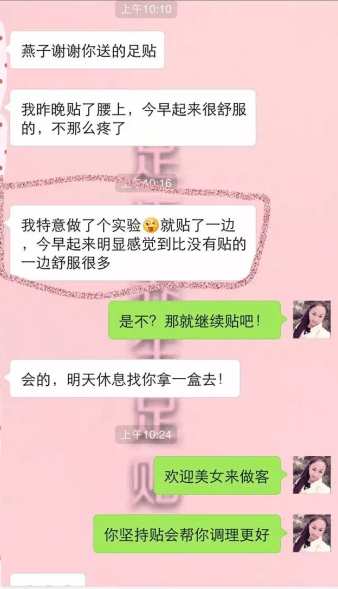 上午10:10
燕子谢谢你送的足贴
我昨晚贴了腰上，今早起来很舒服
的，不那么疼了
上午10:16
我特意做了个实验😜就贴了一边
，今早起来明显感觉到比没有贴的
一边舒服很多
是不？那就继续贴吧！
会的，明天休息找你拿一盒去！
上午10:24
欢迎美女来做客
你坚持贴会帮你调理更好
足
贴